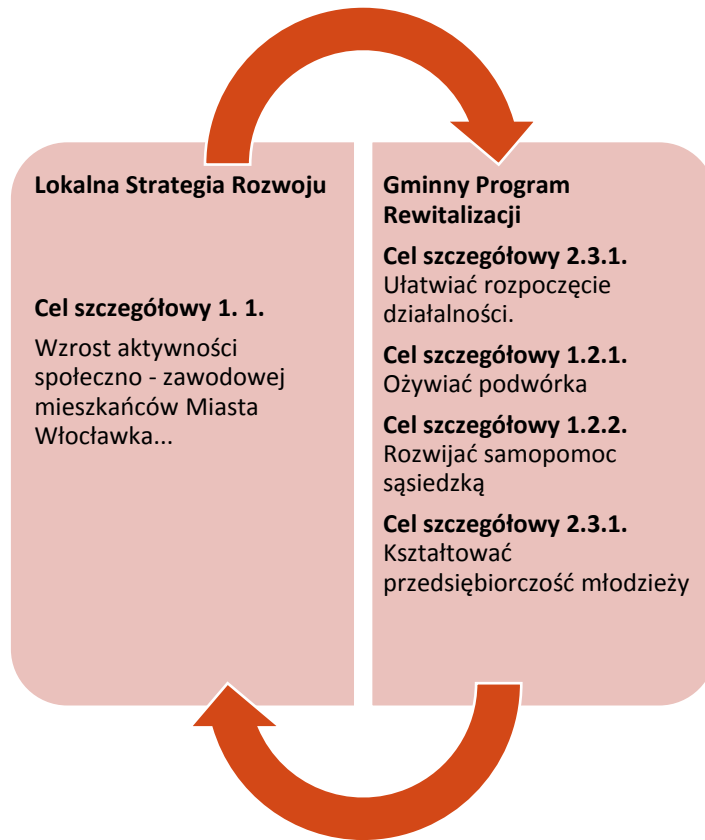 Lokalna Strategia Rozwoju
Cel szczegółowy 1. 1.
Wzrost aktywności
społeczno - zawodowej
mieszkańców Miasta
Włocławka...
Gminny Program
Rewitalizacji
Cel szczegółowy 2.3.1.
Ułatwiać rozpoczęcie
działalności.
Cel szczegółowy 1.2.1.
Ożywiać podwórka
Cel szczegółowy 1.2.2.
Rozwijać samopomoc
sąsiedzką
Cel szczegółowy 2.3.1.
Kształtować
przedsiębiorczość młodzieży